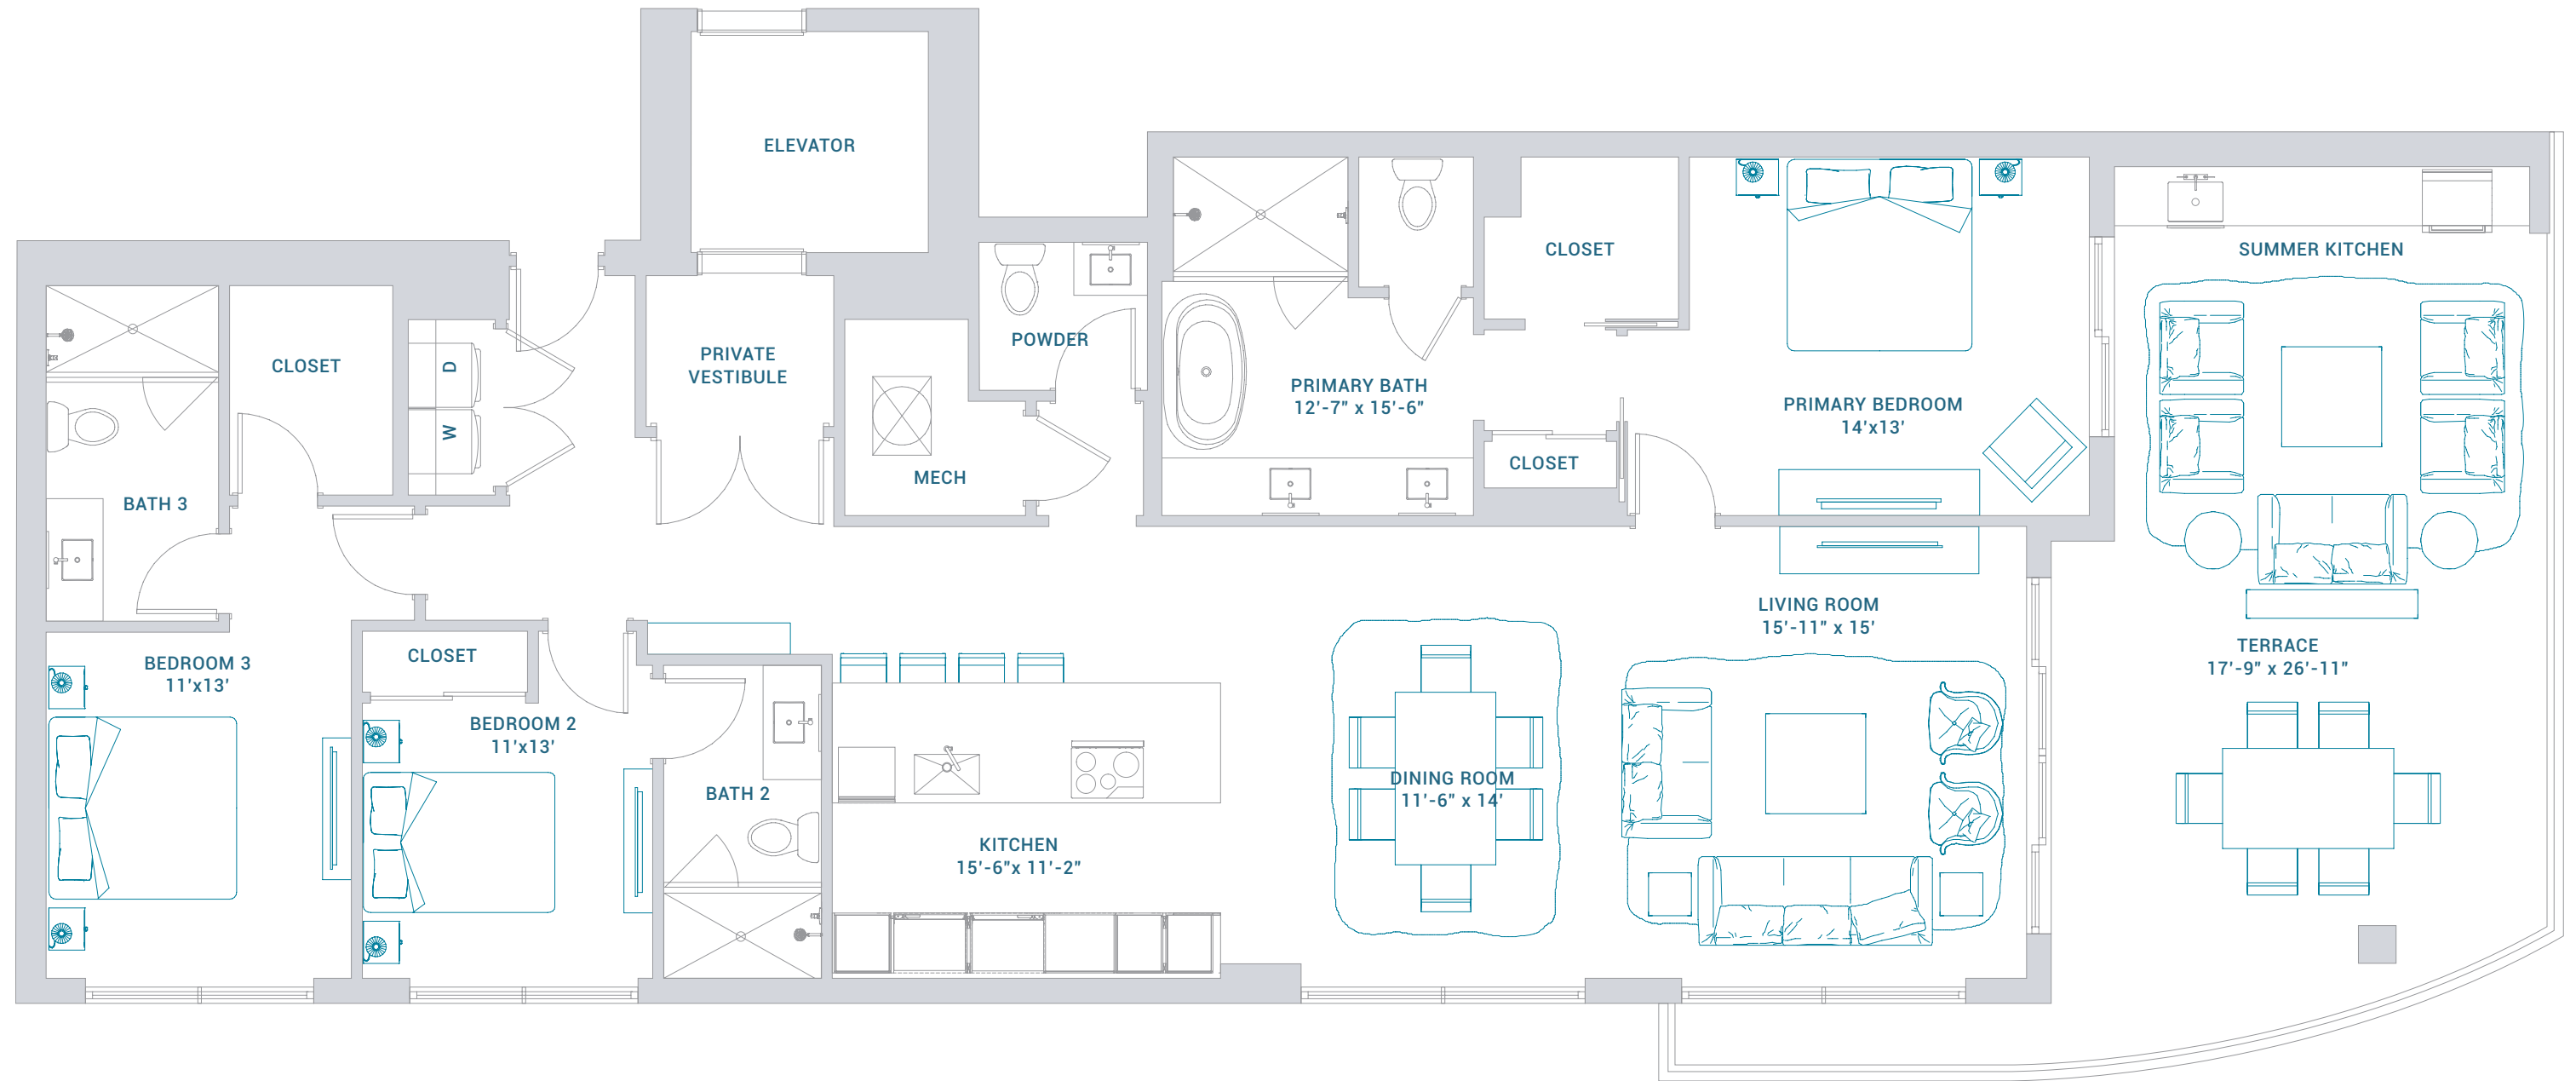 ELEVATOR
CLOSET
D
W
BATH 3
PRIVATE
VESTIBULE
POWDER
MECH
PRIMARY BATH
12'-7" x 15'-6"
CLOSET
CLOSET
PRIMARY BEDROOM
14'x13'
SUMMER KITCHEN
BEDROOM 3
11'x13'
CLOSET
BEDROOM 2
11'x13'
BATH 2
KITCHEN
15'-6"x 11'-2"
DINING ROOM
11'-6" x 14'
LIVING ROOM
15'-11" x 15'
TERRACE
17'-9" x 26'-11"